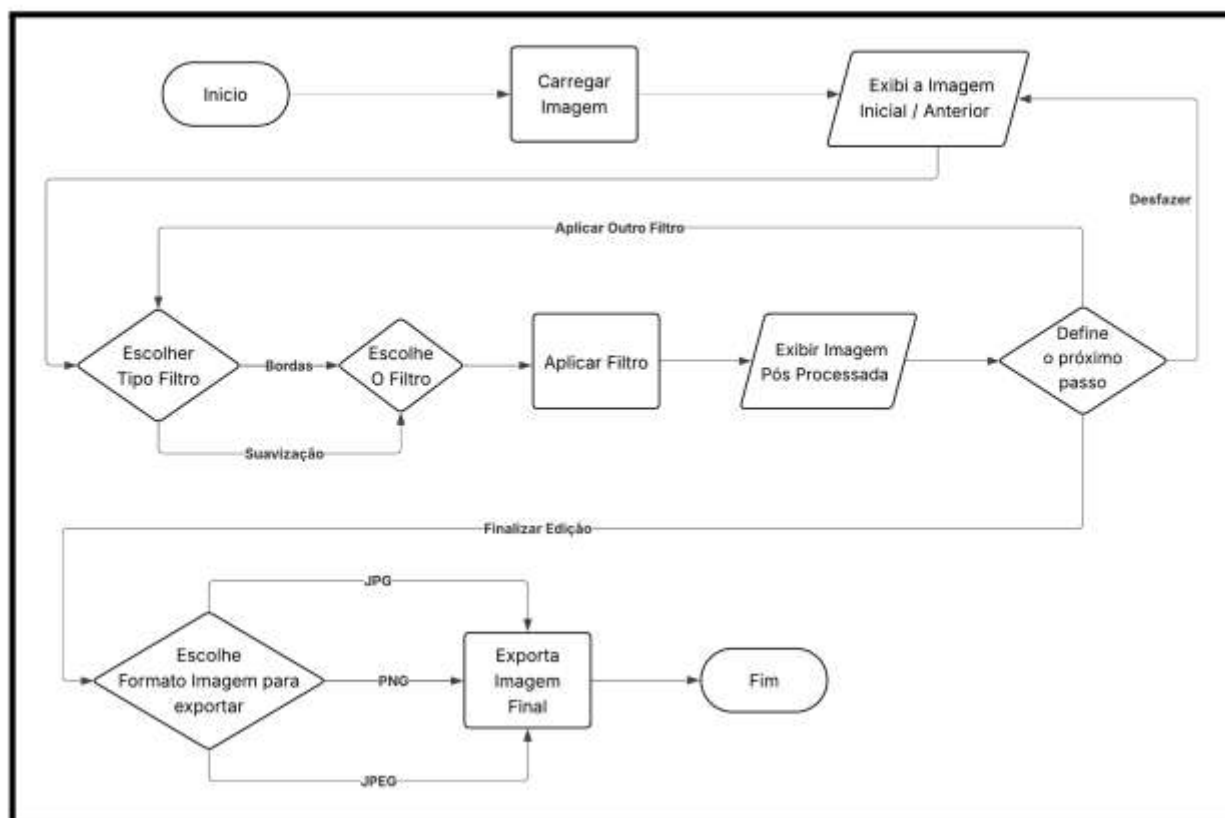 Inicio
Carregar
Imagem
Exibi a Imagem
Inicial / Anterior
Desfazer
Aplicar Outro Filtro
Escolher
Tipo Filtro
Bordas
Escolhe
O Filtro
Aplicar Filtro
Exibir Imagem
Pós Processada
Define
o próximo
passo
Suavização
Finalizar Edição
JPG
Escolhe
Formato Imagem para
exportar
PNG
Exporta
Imagem
Final
Fim
JPEG